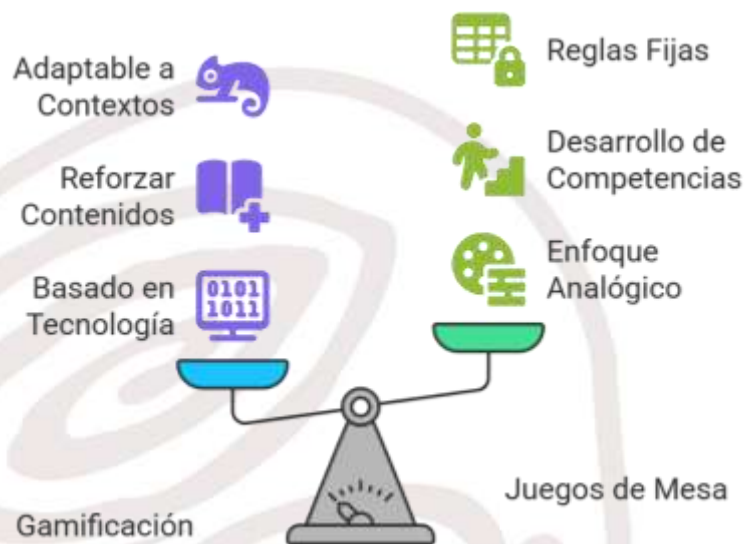 Adaptable a
Contextos
Reforzar
Contenidos
Basado en
Tecnología
0101
1011
Gamificación
Reglas Fijas
Desarrollo de
Competencias
Enfoque
Analógico
Juegos de Mesa